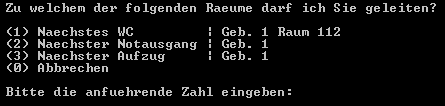 Zu welchem der folgenden Raeume darf ich Sie geleiten?
(1) Naechstes WC | Geb. 1 Raum 112
(2) Naechster Notausgang | Geb. 1
(3) Naechster Aufzug | Geb. 1
(0) Abbrechen
Bitte die anfuehrende Zahl eingeben: